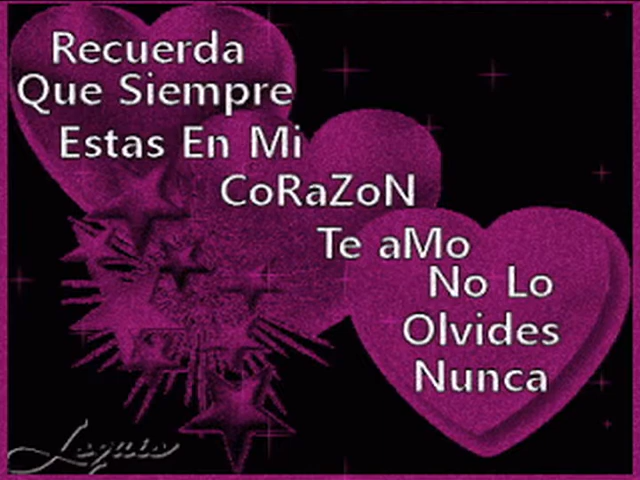 Recuerda
Que Siempre
Estas En Mi
CoRaZoN
Te aMo
No Lo
Olvides
Nunca